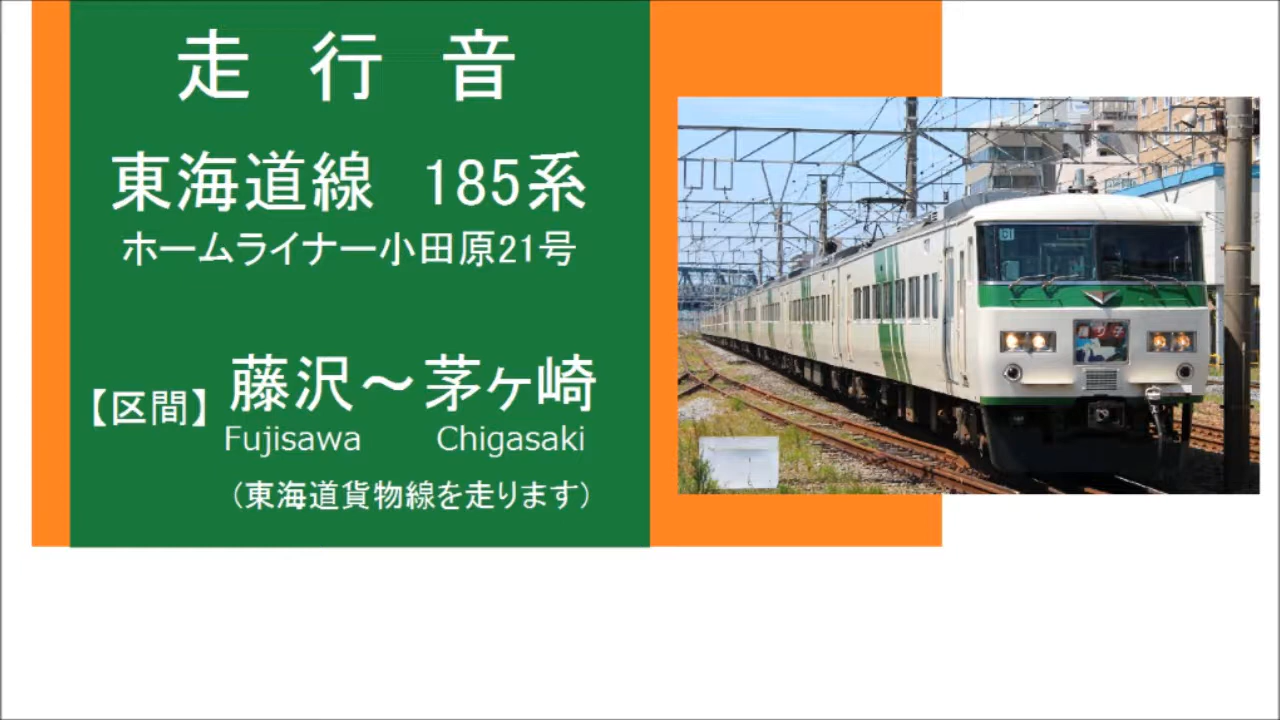 走 行 音
東海道線 185系
ホームライナー小田原21号
【区間】 藤沢～茅ヶ崎
Fujisawa Chigasaki
（東海道貨物線を走ります）